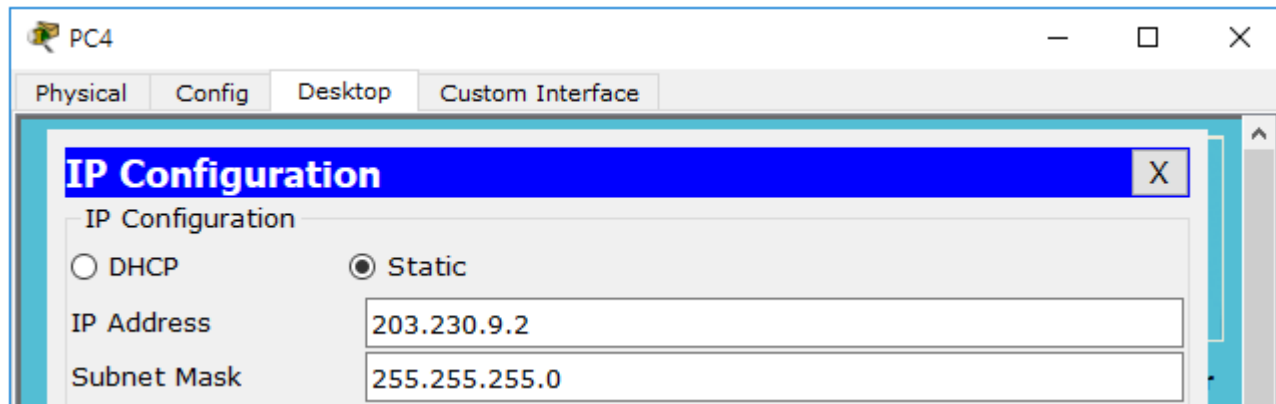 PC4
Physical Config Desktop Custom Interface
IP Configuration X
IP Configuration
DHCP Static
IP Address 203.230.9.2
Subnet Mask 255.255.255.0